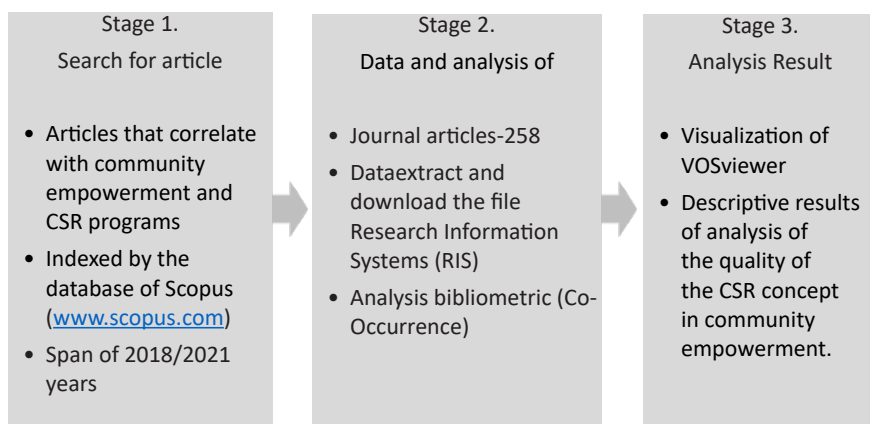 Stage 1.
Search for article
• Articles that correlate
with community
empowerment and
CSR programs
• Indexed by the
database of Scopus
(www.scopus.com)
• Span of 2018/2021
years
Stage 2.
Data and analysis of
• Journal articles-258
• Dataextract and
download the file
Research Information
Systems (RIS)
• Analysis bibliometric (Co-
Occurrence)
Stage 3.
Analysis Result
• Visualization of
VOSviewer
• Descriptive results
of analysis of
the quality of
the CSR concept
in community
empowerment.